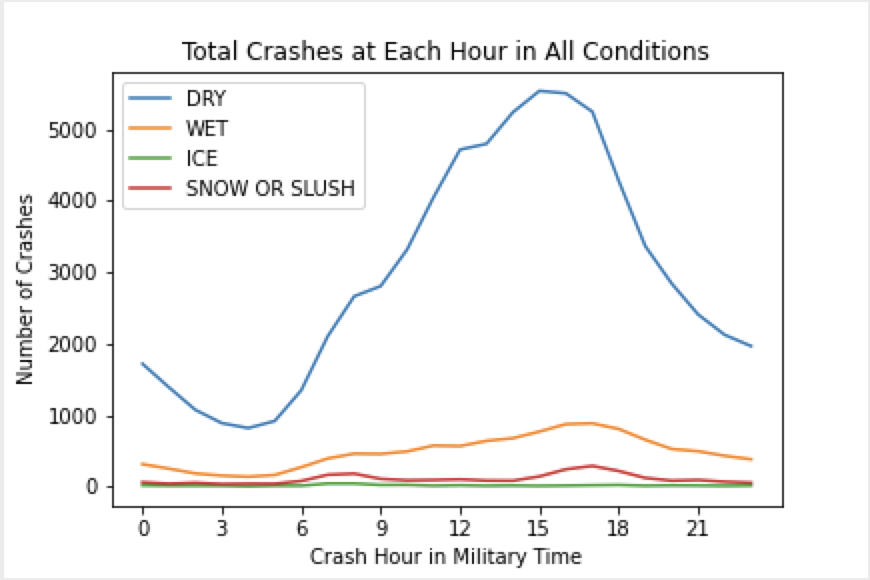 Total Crashes at Each Hour in All Conditions
DRY
WET
ICE
SNOW OR SLUSH
5000
4000
3000
2000
1000
0
Number of Crashes
0 3 6 9 12 15 18 21
Crash Hour in Military Time